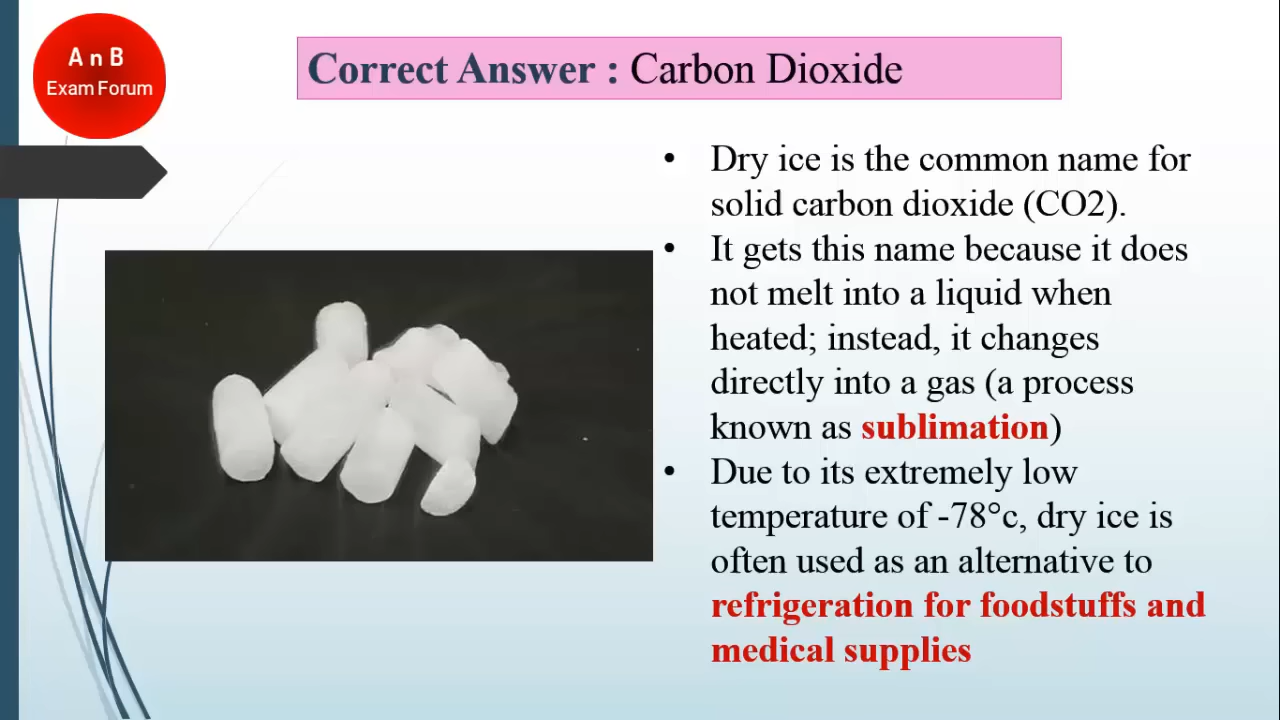 A n B
Exam Forum
Correct Answer : Carbon Dioxide
• Dry ice is the common name for
solid carbon dioxide (CO2).
• It gets this name because it does
not melt into a liquid when
heated; instead, it changes
directly into a gas (a process
known as sublimation)
• Due to its extremely low
temperature of -78°c, dry ice is
often used as an alternative to
refrigeration for foodstuffs and
medical supplies